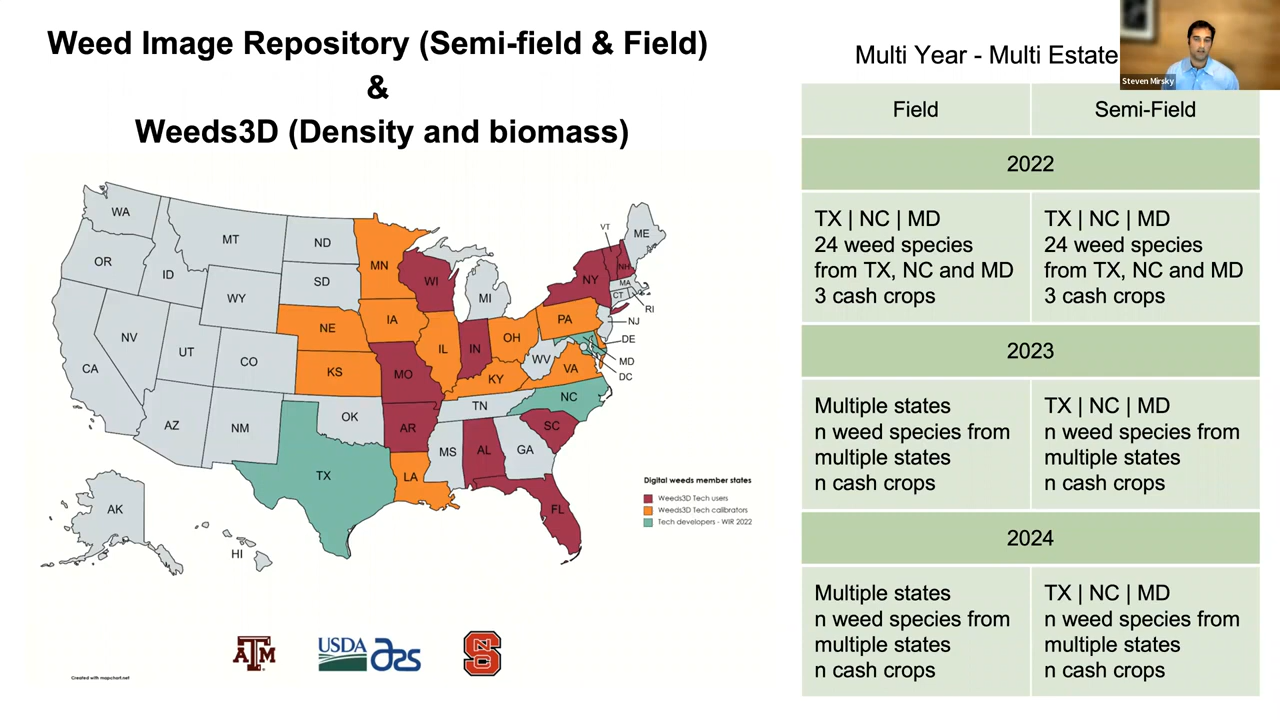 Weed Image Repository (Semi-field & Field)
&
Weeds3D (Density and biomass)
Multi Year - Multi Estate
Steven Mirsky
WA
OR
CA
NV
ID
MT
WY
UT
AZ
CO
NM
ND
SD
NE
KS
OK
TX
MN
IA
MO
AR
LA
WI
IL
MI
IN
OH
KY
TN
MS
AL
GA
FL
SC
NC
VA
WV
PA
NY
VT
NH
ME
MA
CT
RI
NJ
DE
MD
DC
AK
HI
Digital weeds member states
Weeds3D Tech users
Weeds3D Tech calibrators
Tech developers - WIR 2022
ATM
USDA
ars
NCS
Created with mapchart.net
Field
Semi-Field
2022
TX | NC | MD
24 weed species
from TX, NC and MD
3 cash crops
TX | NC | MD
24 weed species
from TX, NC and MD
3 cash crops
2023
Multiple states
n weed species from
multiple states
n cash crops
TX | NC | MD
n weed species from
multiple states
n cash crops
2024
Multiple states
n weed species from
multiple states
n cash crops
TX | NC | MD
n weed species from
multiple states
n cash crops